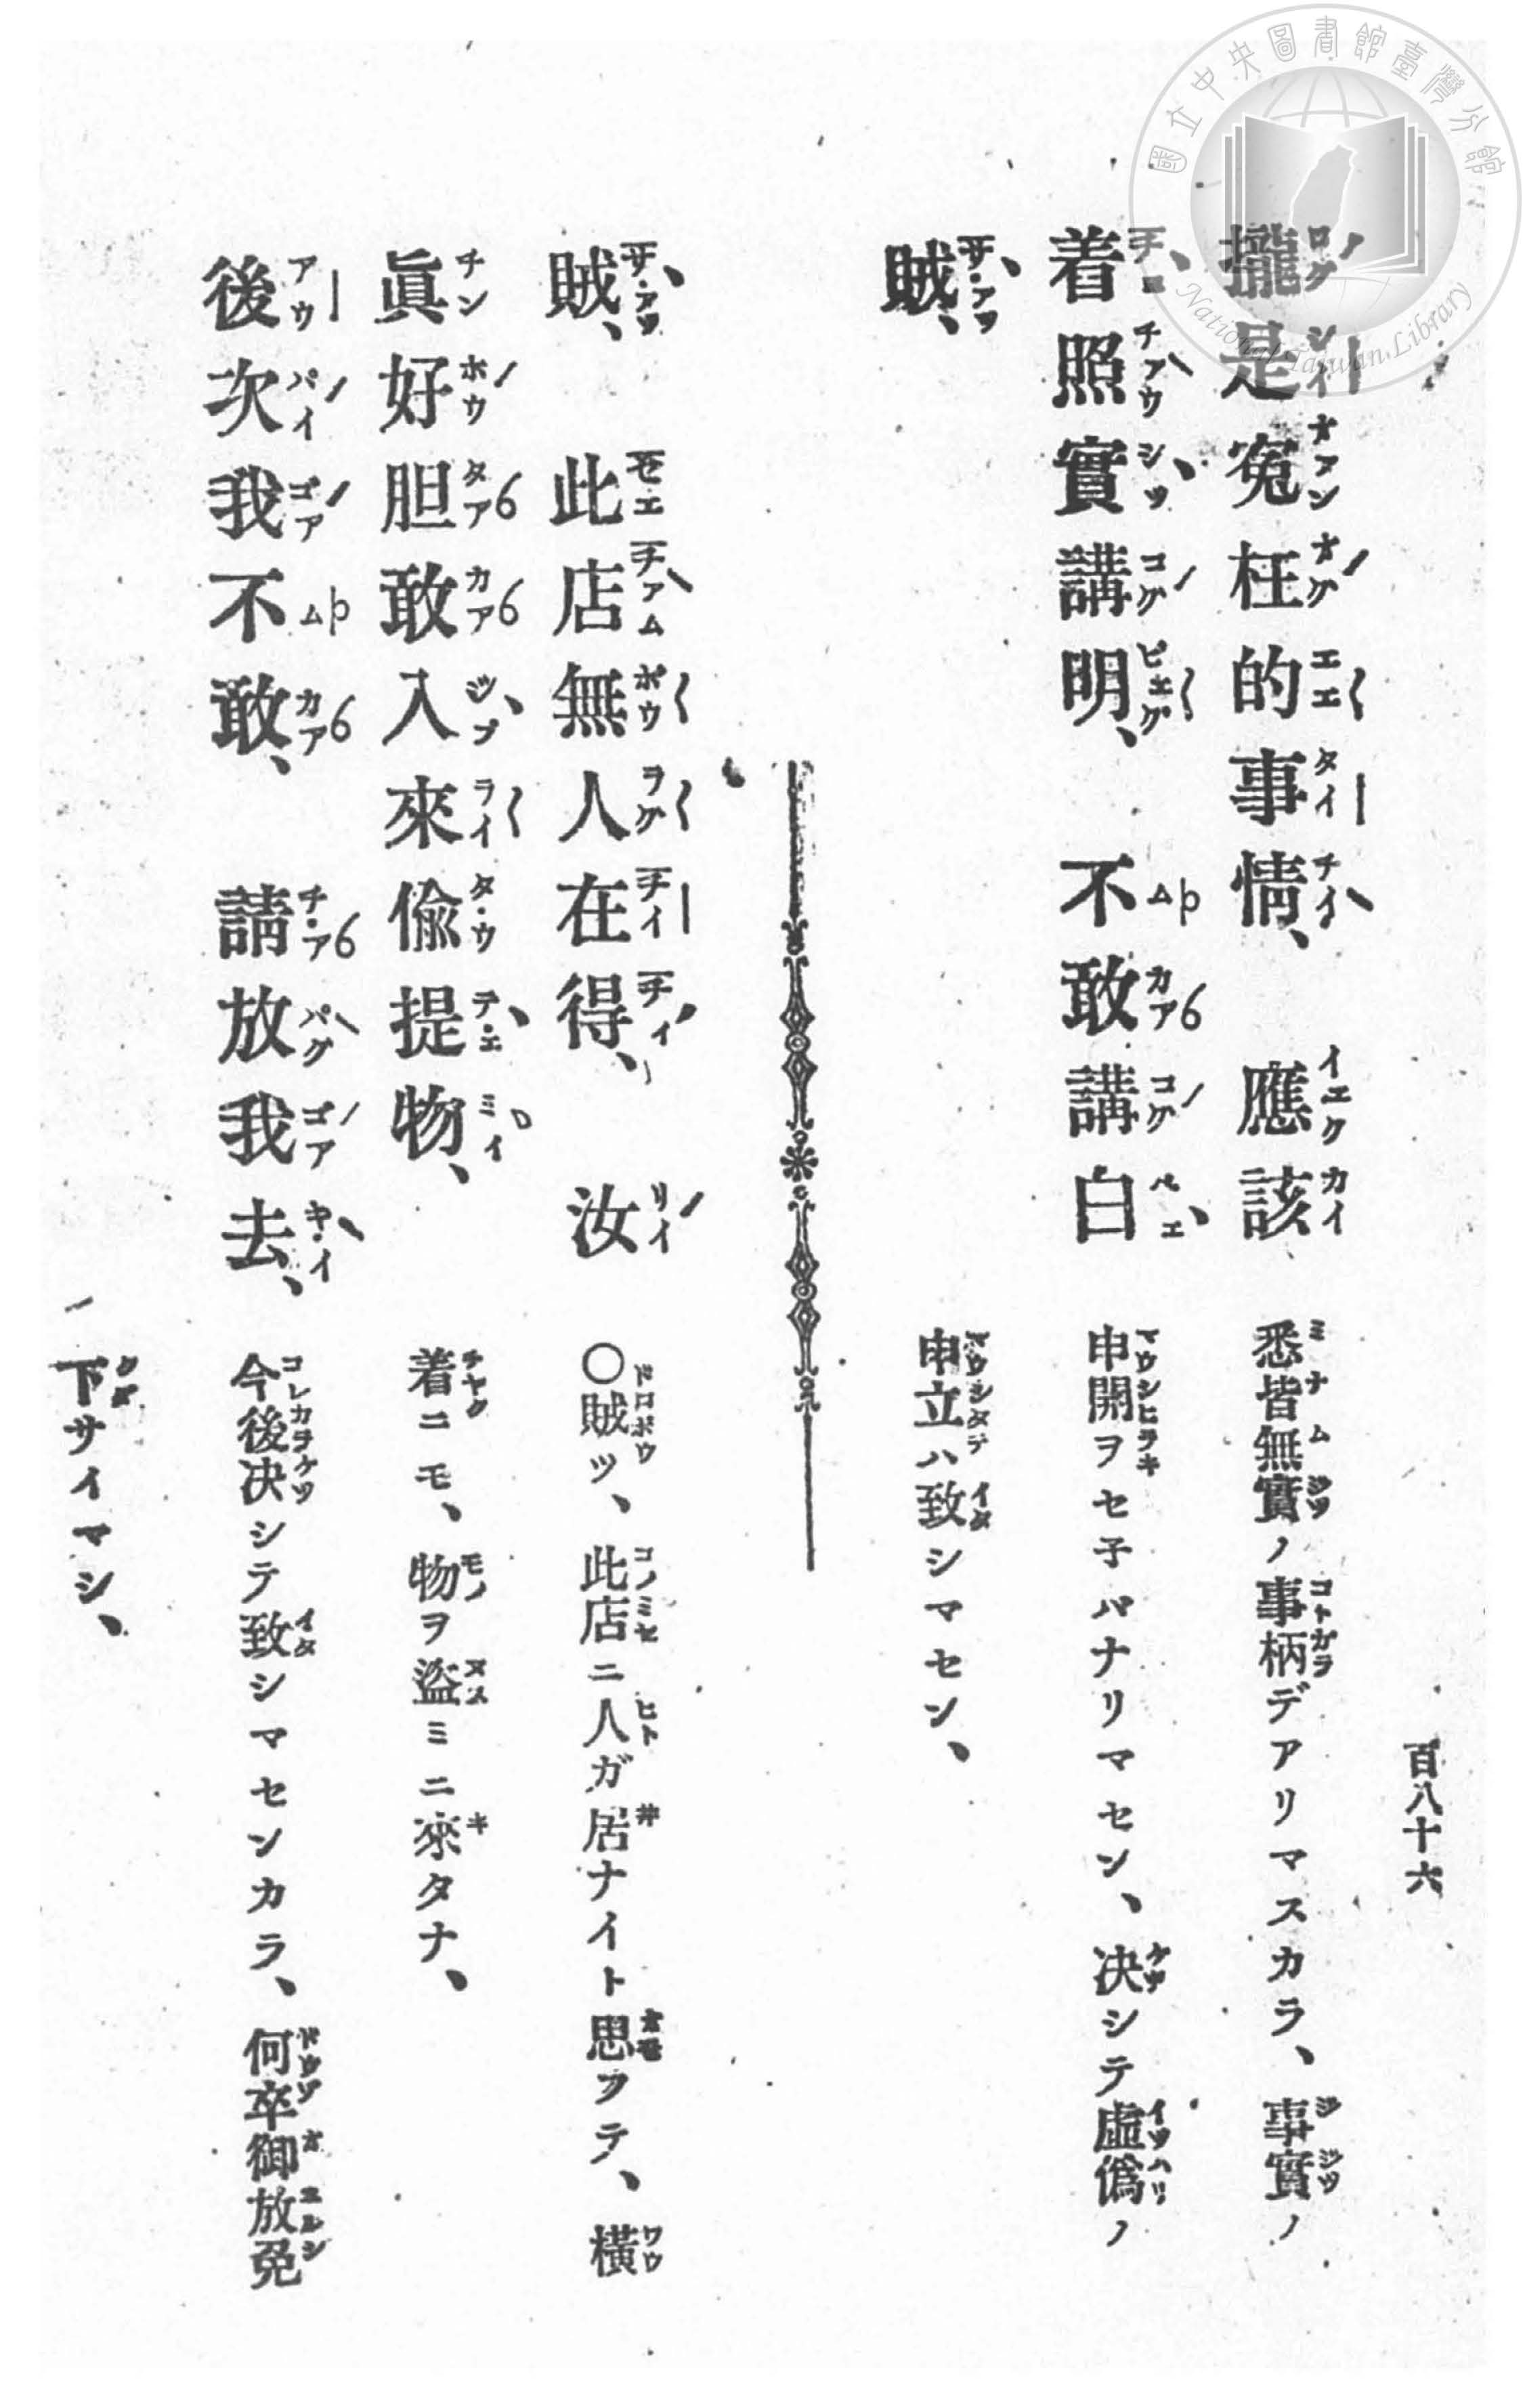 百八十六
攏是寃枉的事情、 應該
悉皆無實ノ事柄デアリマスカラ、事實ノ
着照實講明、 不敢講白
申開ヲセ子バナリマセン、决シテ虛僞ノ
賊、
申立ハ致シマセン、
賊、 此店無人在得、 汝
〇賊ツ、此店ニ人ガ居ナイト思フテ、橫
眞好胆敢入來偸提物、
着ニモ、物ヲ盜ミニ來タナ、
後次我不敢、 請放我去、
今後决シテ致シマセンカラ、何卒御放免
下サイマシ、
國立中央圖書館臺灣分館
National Taiwan Library